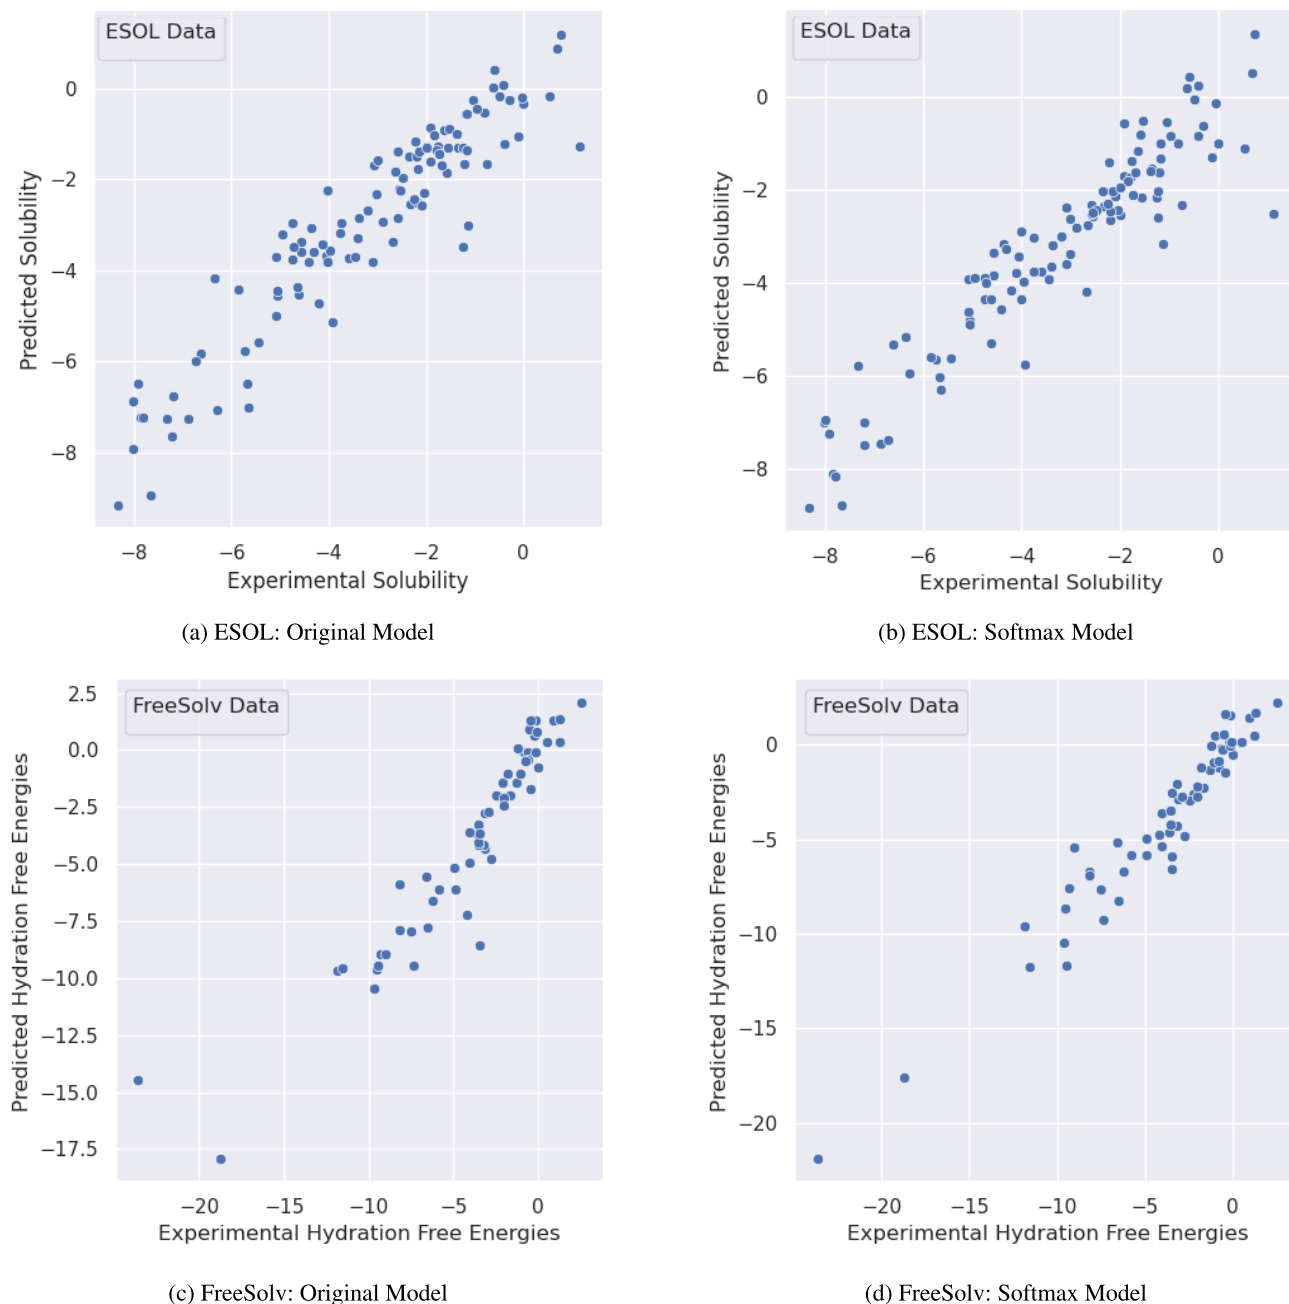 ESOL Data
0
−2
−4
−6
−8
Predicted Solubility
−8 −6 −4 −2 0
Experimental Solubility
(a) ESOL: Original Model
ESOL Data
0
−2
−4
−6
−8
Predicted Solubility
−8 −6 −4 −2 0
Experimental Solubility
(b) ESOL: Softmax Model
FreeSolv Data
2.5
0.0
−2.5
−5.0
−7.5
−10.0
−12.5
−15.0
−17.5
Predicted Hydration Free Energies
−20 −15 −10 −5 0
Experimental Hydration Free Energies
(c) FreeSolv: Original Model
FreeSolv Data
0
−5
−10
−15
−20
Predicted Hydration Free Energies
−20 −15 −10 −5 0
Experimental Hydration Free Energies
(d) FreeSolv: Softmax Model